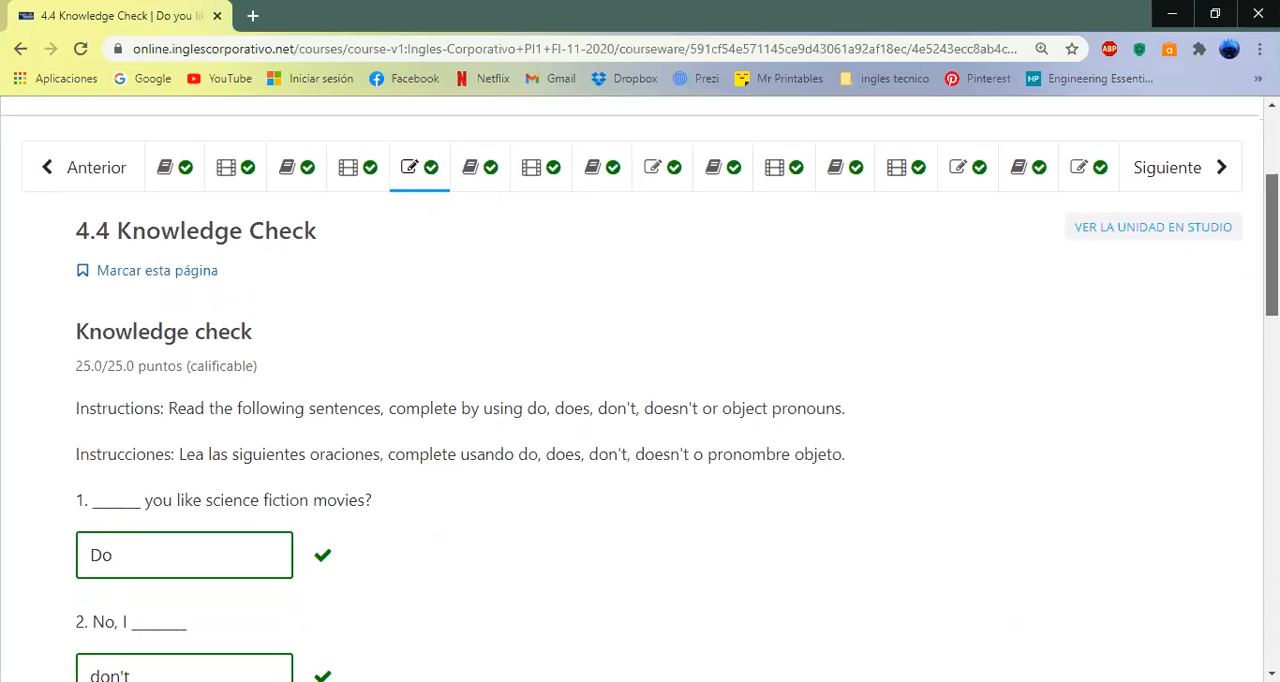 4.4 Knowledge Check | Do you li
online.inglescorporativo.net/courses/course-v1:Ingles-Corporativo+PI1+FI-11-2020/courseware/591cf54e571145ce9d43061a92af18ec/4e5243ecc8ab4c...
ABP
a
Aplicaciones
G Google
YouTube
Iniciar sesión
Facebook
N Netflix
Gmail
Dropbox
Prezi
Mr Printables
ingles tecnico
Pinterest
HP Engineering Essenti...
»
Anterior
Siguiente
4.4 Knowledge Check
VER LA UNIDAD EN STUDIO
Marcar esta página
Knowledge check
25.0/25.0 puntos (calificable)
Instructions: Read the following sentences, complete by using do, does, don't, doesn't or object pronouns.
Instrucciones: Lea las siguientes oraciones, complete usando do, does, don't, doesn't o pronombre objeto.
1. ______ you like science fiction movies?
Do
2. No, I _______
don't